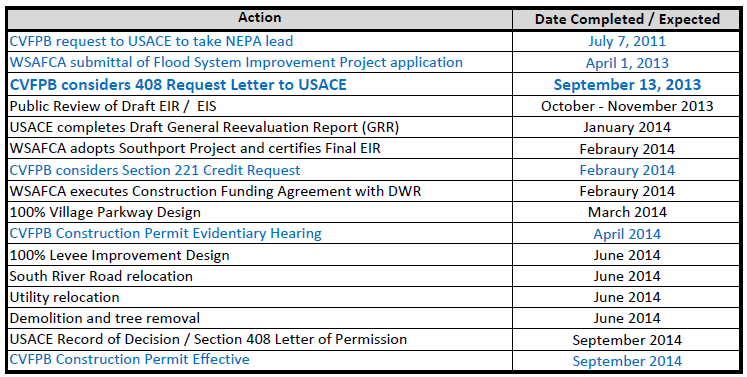 Action Date Completed / Expected
CVFPB request to USACE to take NEPA lead July 7, 2011
WSAFCA submittal of Flood System Improvement Project application April 1, 2013
CVFPB considers 408 Request Letter to USACE September 13, 2013
Public Review of Draft EIR / EIS October - November 2013
USACE completes Draft General Reevaluation Report (GRR) January 2014
WSAFCA adopts Southport Project and certifies Final EIR Febraury 2014
CVFPB considers Section 221 Credit Request Febraury 2014
WSAFCA executes Construction Funding Agreement with DWR Febraury 2014
100% Village Parkway Design March 2014
CVFPB Construction Permit Evidentiary Hearing April 2014
100% Levee Improvement Design June 2014
South River Road relocation June 2014
Utility relocation June 2014
Demolition and tree removal June 2014
USACE Record of Decision / Section 408 Letter of Permission September 2014
CVFPB Construction Permit Effective September 2014